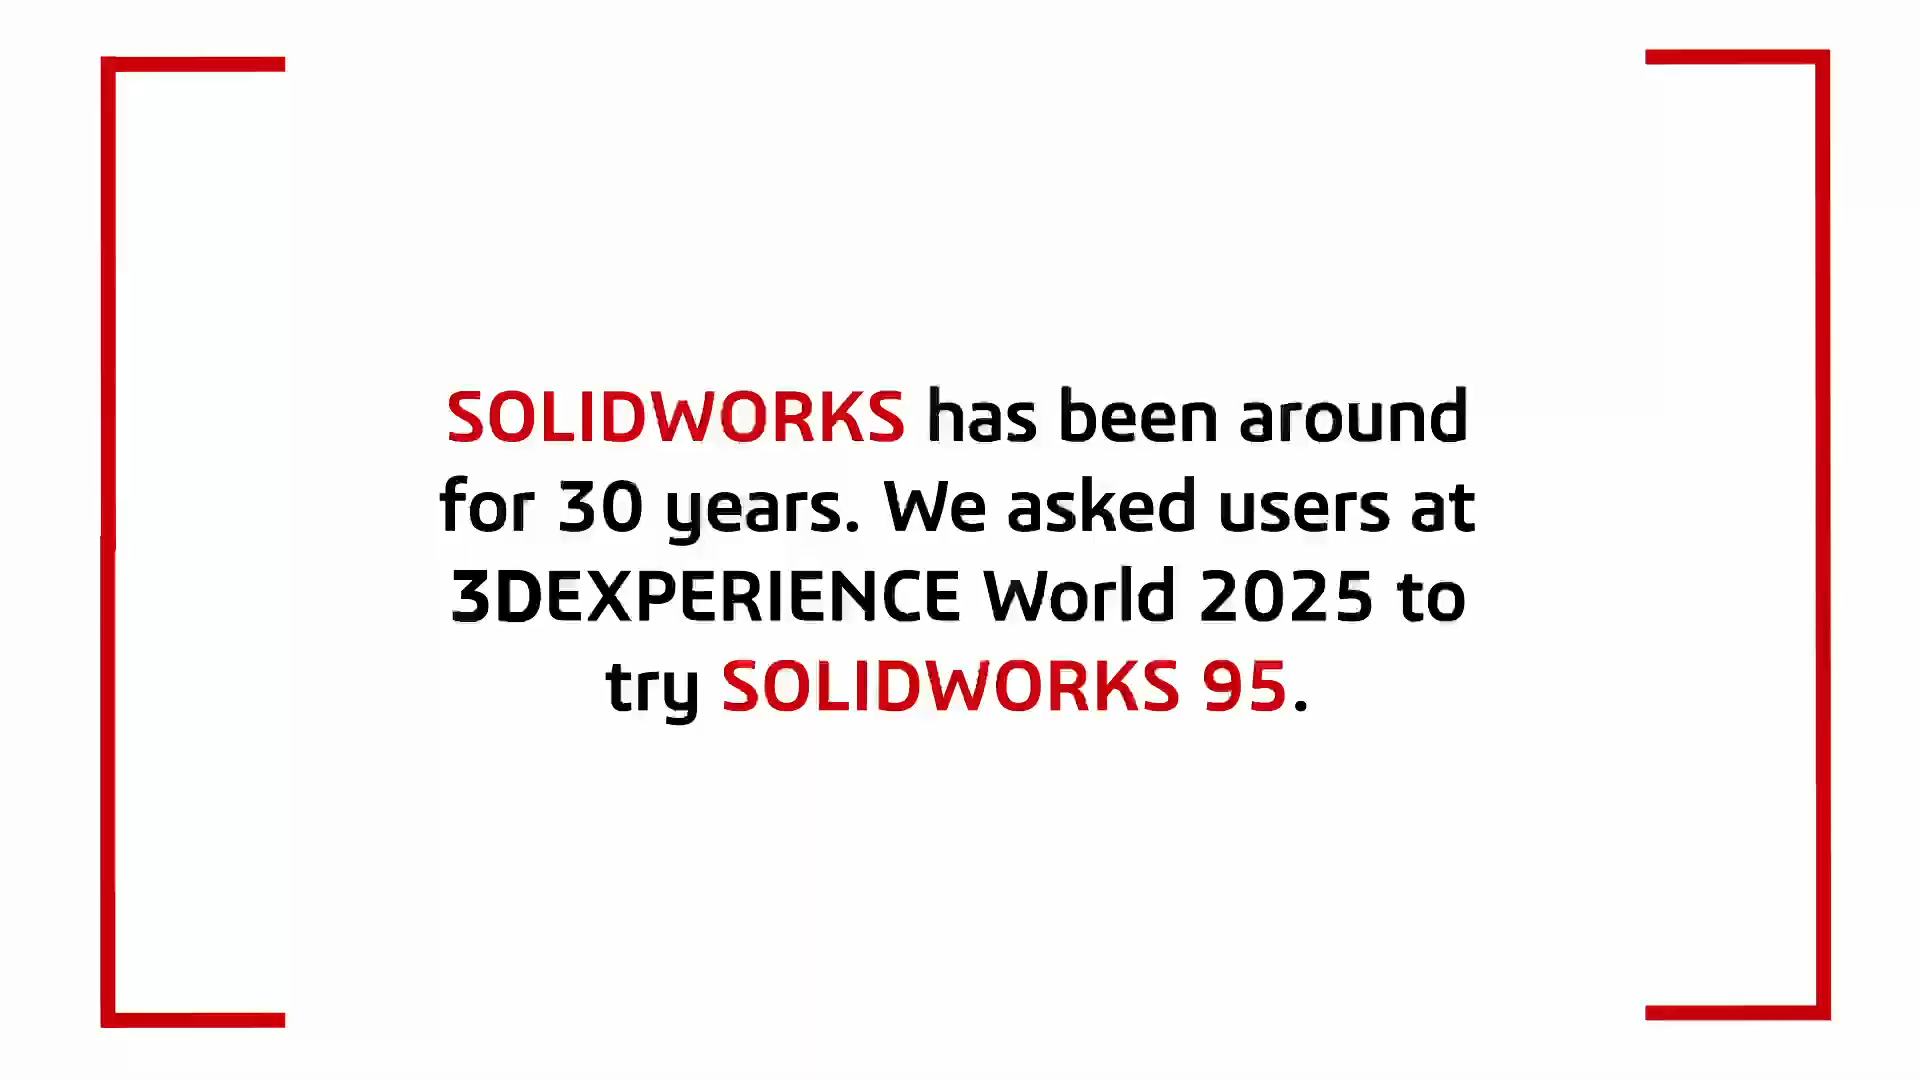 SOLIDWORKS has been around
for 30 years. We asked users at
3DEXPERIENCE World 2025 to
try SOLIDWORKS 95.